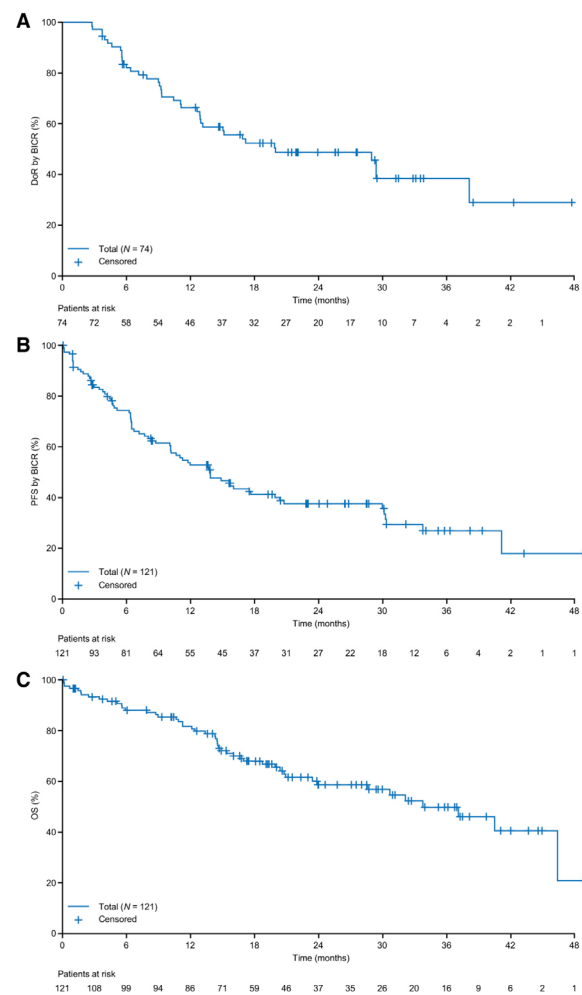 A
100
80
60
40
20
0
DoR by BICR (%)
Total (N = 74)
Censored
0 6 12 18 24 30 36 42 48
Time (months)
Patients at risk
74 72 58 54 46 37 32 27 20 17 10 7 4 2 2 1
B
100
80
60
40
20
0
PFS by BICR (%)
Total (N = 121)
Censored
0 6 12 18 24 30 36 42 48
Time (months)
Patients at risk
121 93 81 64 55 45 37 31 27 22 18 12 6 4 2 1 1
C
100
80
60
40
20
0
OS (%)
Total (N = 121)
Censored
0 6 12 18 24 30 36 42 48
Time (months)
Patients at risk
121 108 99 94 86 71 59 46 37 35 26 20 16 9 6 2 1